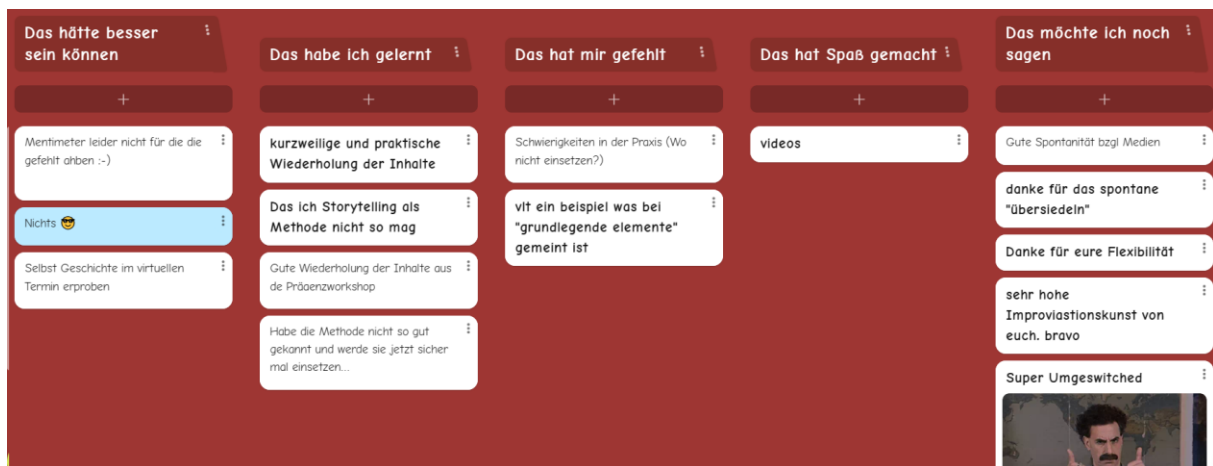 Das hätte besser
sein können
+
Mentimeter leider nicht für die die
gefehlt ahben :-)
Nichts 😎
Selbst Geschichte im virtuellen
Termin erproben
Das habe ich gelernt
+
kurzweilige und praktische
Wiederholung der Inhalte
Das ich Storytelling als
Methode nicht so mag
Gute Wiederholung der Inhalte aus
de Präaenzworkshop
Habe die Methode nicht so gut
gekannt und werde sie jetzt sicher
mal einsetzen...
Das hat mir gefehlt
+
Schwierigkeiten in der Praxis (Wo
nicht einsetzen?)
vlt ein beispiel was bei
"grundlegende elemente"
gemeint ist
Das hat Spaß gemacht
+
videos
Das möchte ich noch
sagen
+
Gute Spontanität bzgl Medien
danke für das spontane
"übersiedeln"
Danke für eure Flexibilität
sehr hohe
Improviastionskunst von
euch. bravo
Super Umgeswitched